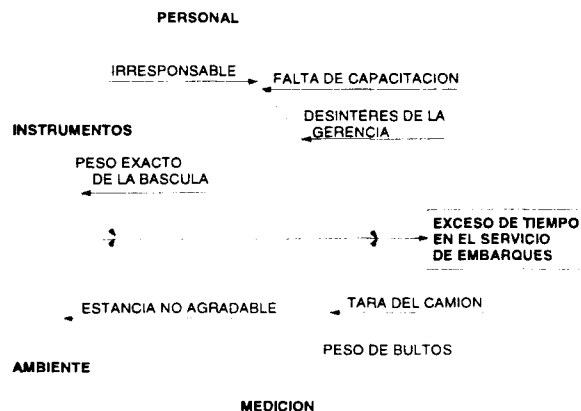 PERSONAL
IRRESPONSABLE
FALTA DE CAPACITACION
DESINTERES DE LA
GERENCIA
INSTRUMENTOS
PESO EXACTO
DE LA BASCULA
EXCESO DE TIEMPO
EN EL SERVICIO
DE EMBARQUES
ESTANCIA NO AGRADABLE
TARA DEL CAMION
PESO DE BULTOS
AMBIENTE
MEDICION